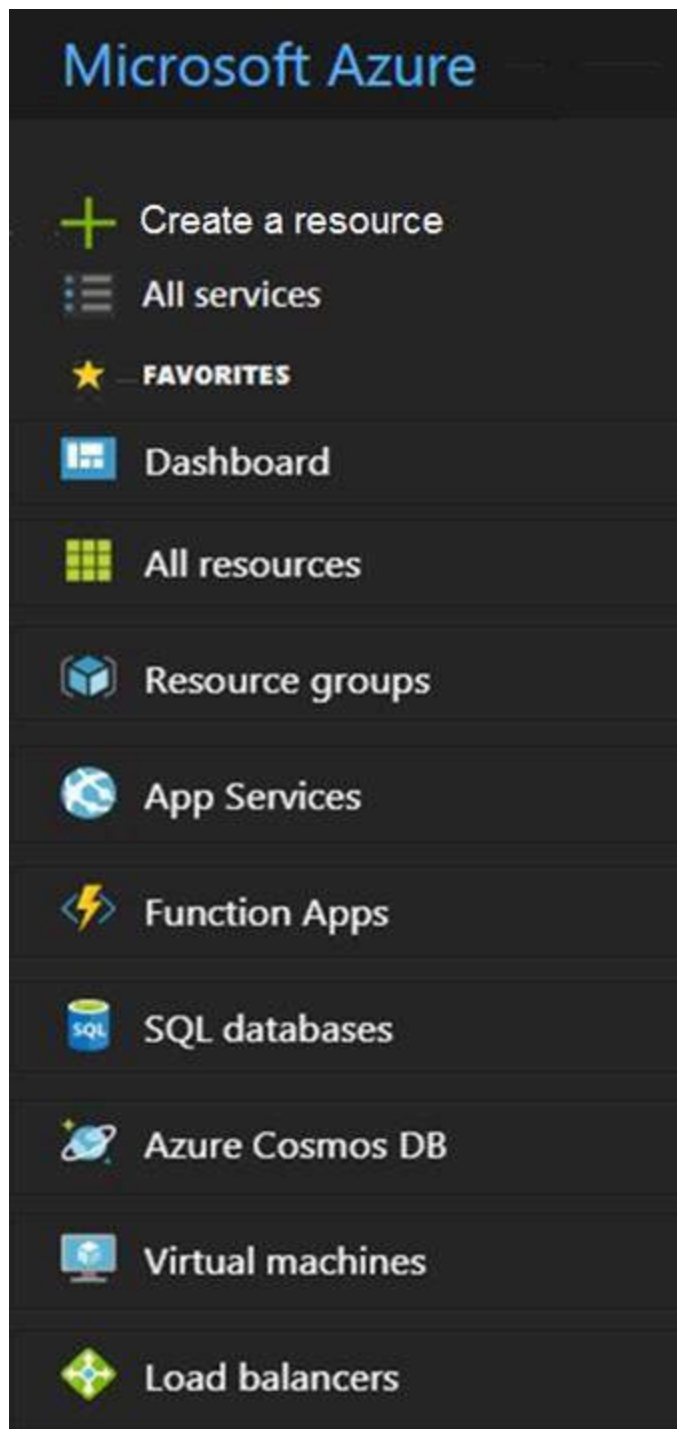 Microsoft Azure
Create a resource
All services
FAVORITES
Dashboard
All resources
Resource groups
App Services
Function Apps
SQL
SQL databases
Azure Cosmos DB
Virtual machines
Load balancers